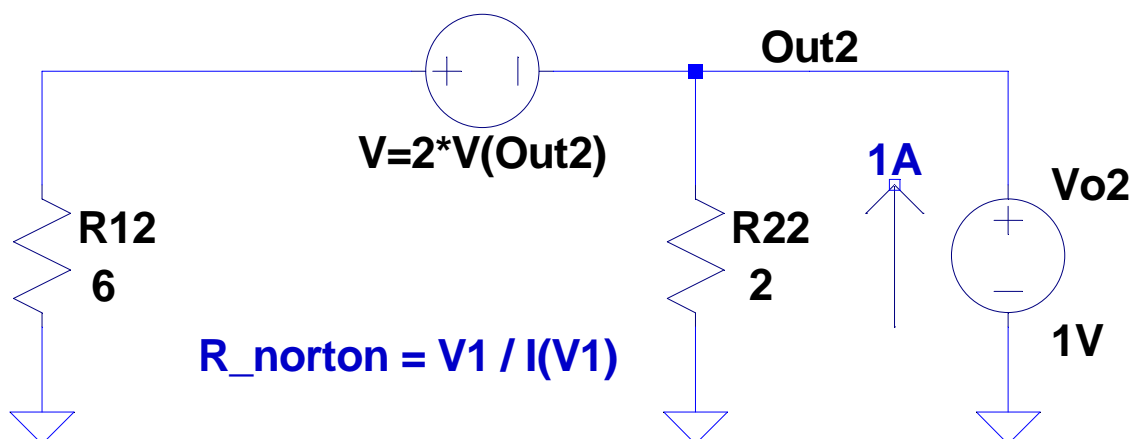 Out2
V=2*V(Out2)
1A
Vo2
R12
R22
6
2
1V
R_norton = V1 / I(V1)